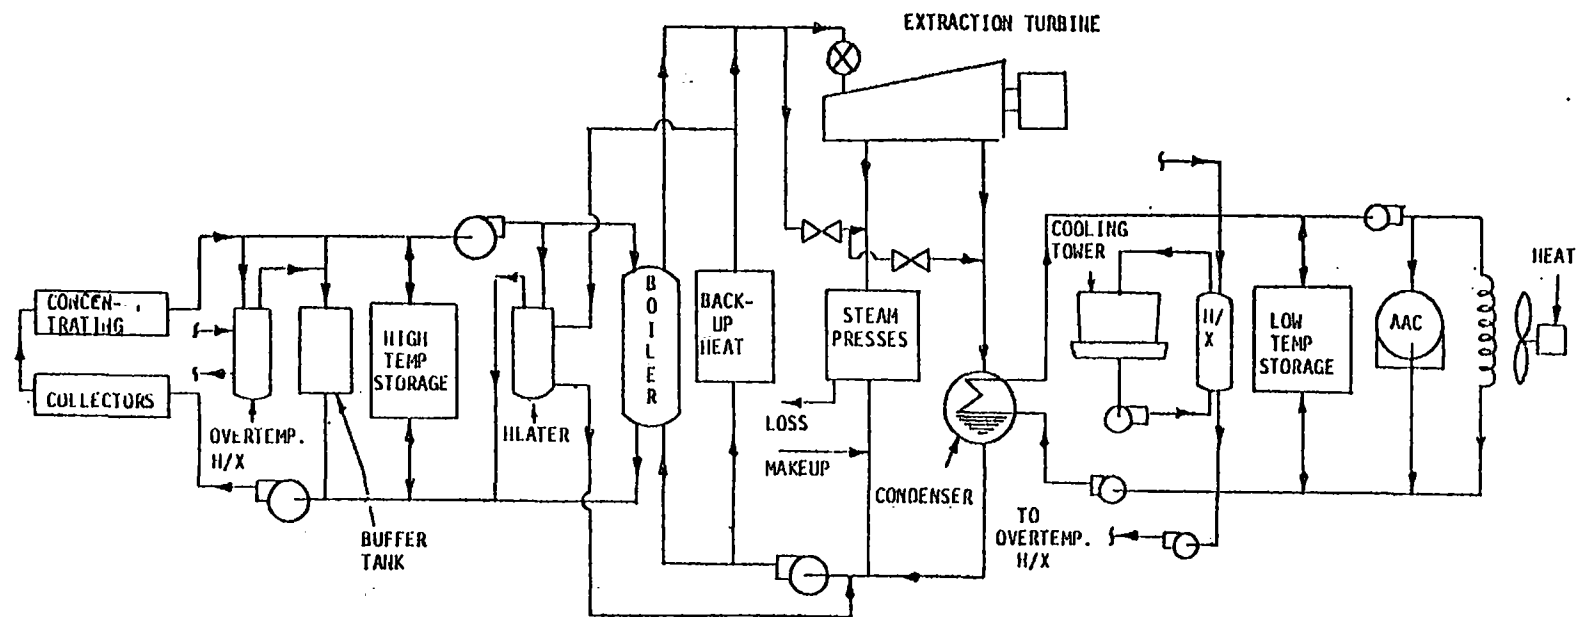 EXTRACTION TURBINE
CONCEN-
TRATING
COLLECTORS
OVERTEMP.
H/X
BUFFER
TANK
HIGH
TEMP
STORAGE
HLATER
BOILER
BACK-
UP
HEAT
STEAM
PRESSES
LOSS
MAKEUP
CONDENSER
COOLING
TOWER
H/
X
TO
OVERTEMP.
H/X
LOW
TEMP
STORAGE
AAC
HEAT